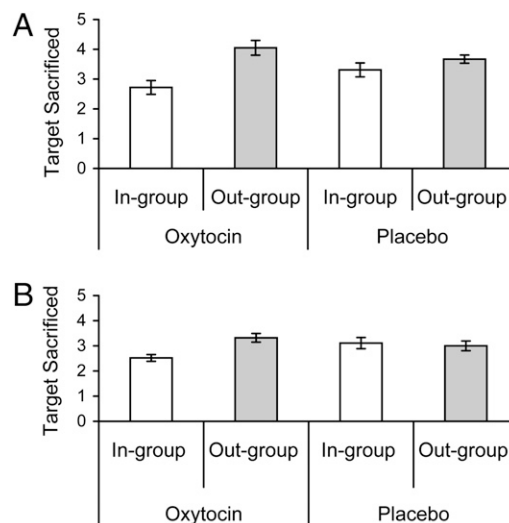 A
Target Sacrificed
5
4
3
2
1
0
In-group Out-group In-group Out-group
Oxytocin Placebo
B
Target Sacrificed
5
4
3
2
1
0
In-group Out-group In-group Out-group
Oxytocin Placebo